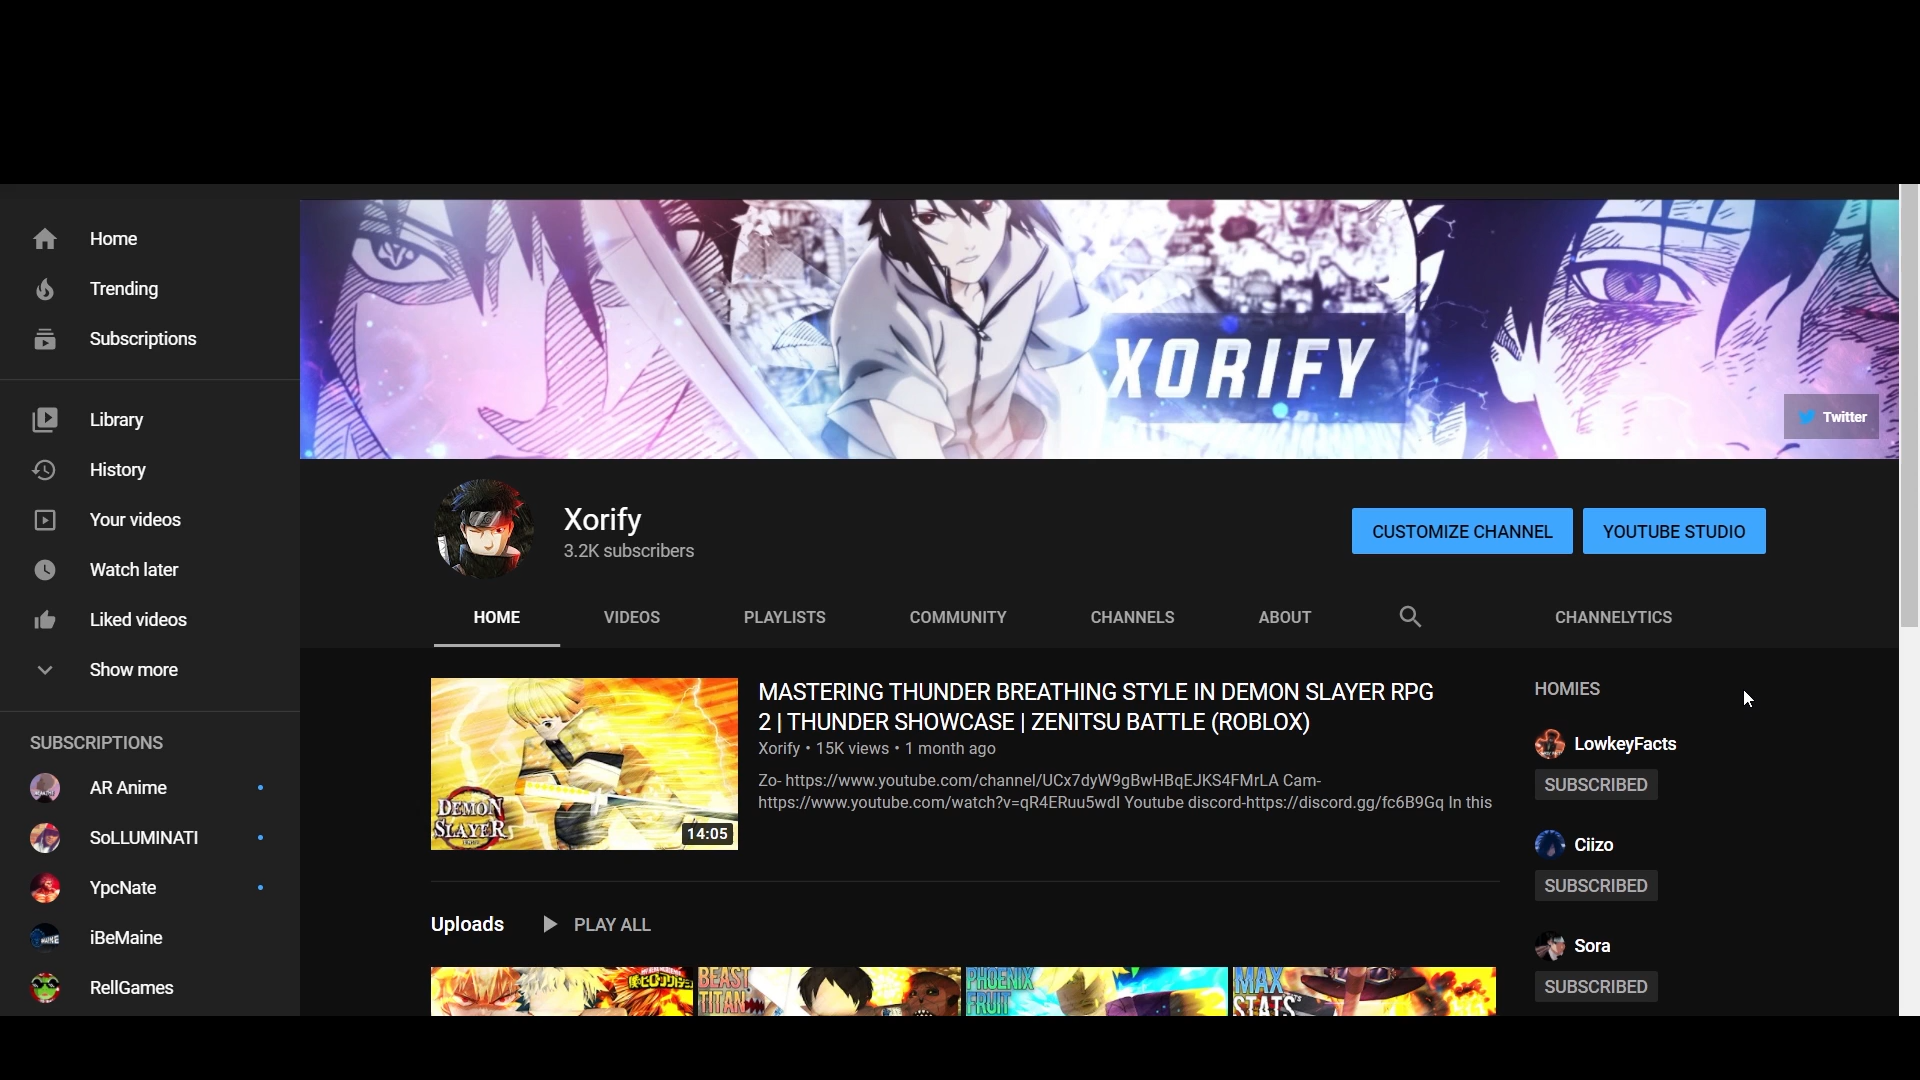 Home
Trending
Subscriptions
Library
History
Your videos
Watch later
Liked videos
Show more
SUBSCRIPTIONS
AR Anime
SoLLUMINATI
YpcNate
iBeMaine
RellGames
XORIFY
Twitter
Xorify
3.2K subscribers
CUSTOMIZE CHANNEL
YOUTUBE STUDIO
HOME
VIDEOS
PLAYLISTS
COMMUNITY
CHANNELS
ABOUT
CHANNELYTICS
DEMON
SLAYER
14:05
MASTERING THUNDER BREATHING STYLE IN DEMON SLAYER RPG
2 | THUNDER SHOWCASE | ZENITSU BATTLE (ROBLOX)
Xorify • 15K views • 1 month ago
Zo- https://www.youtube.com/channel/UCx7dyW9gBwHBqEJKS4FMrLA Cam-
https://www.youtube.com/watch?v=qR4ERuu5wdI Youtube discord-https://discord.gg/fc6B9Gq In this
Uploads
PLAY ALL
BEAST
TITAN
PHOENIX
FRUIT
MAX
STATS
HOMIES
LowkeyFacts
SUBSCRIBED
Ciizo
SUBSCRIBED
Sora
SUBSCRIBED